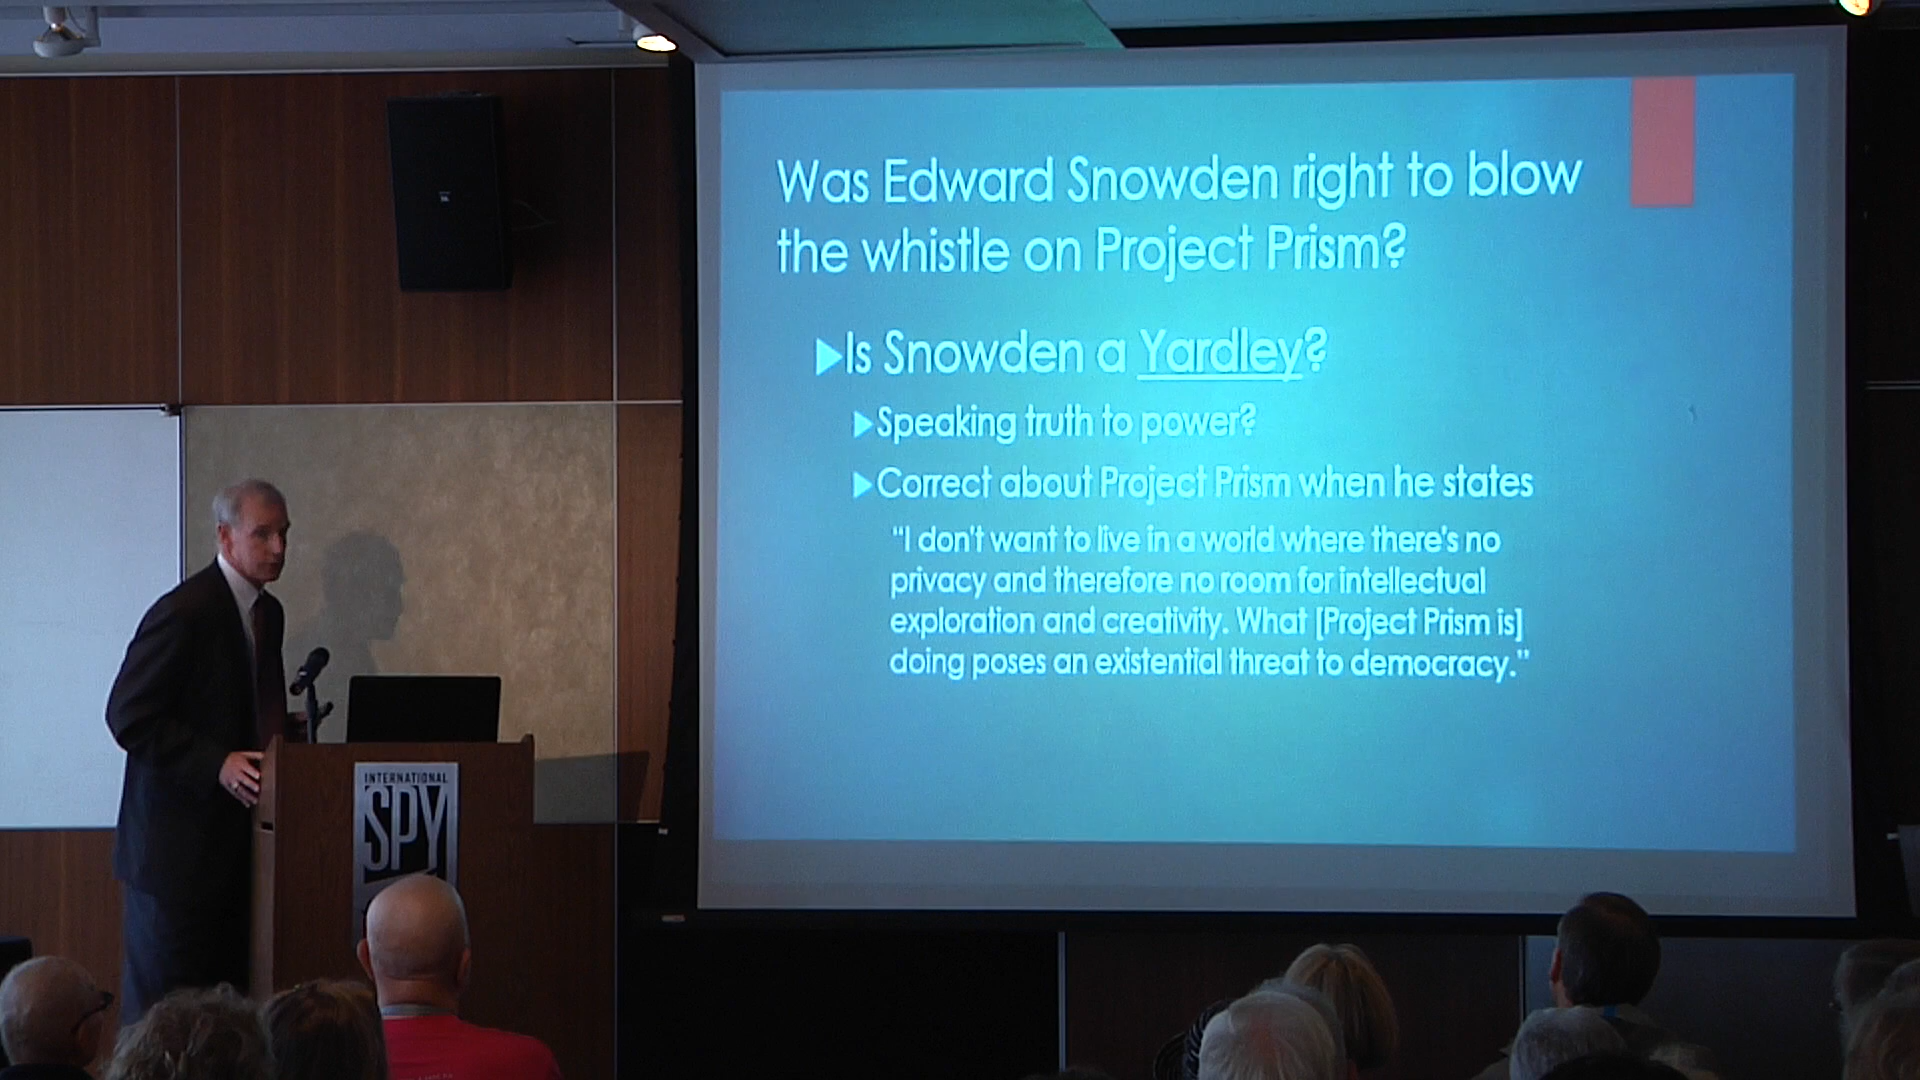 Was Edward Snowden right to blow
the whistle on Project Prism?
▶Is Snowden a Yardley?
▶Speaking truth to power?
▶Correct about Project Prism when he states
“I don't want to live in a world where there's no
privacy and therefore no room for intellectual
exploration and creativity. What [Project Prism is]
doing poses an existential threat to democracy.”
INTERNATIONAL
SPY